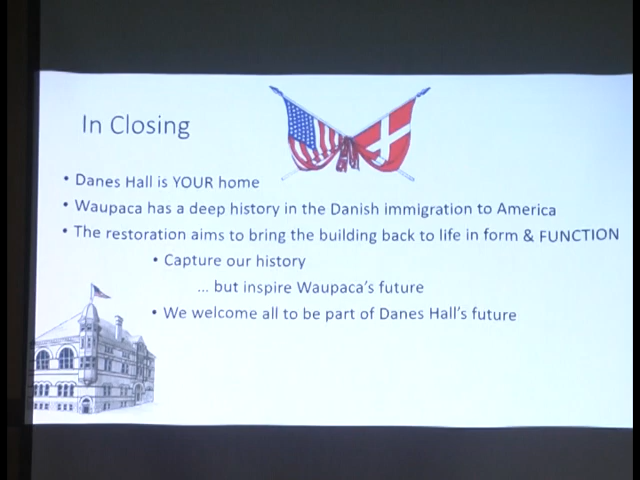 In Closing
• Danes Hall is YOUR home
• Waupaca has a deep history in the Danish immigration to America
• The restoration aims to bring the building back to life in form & FUNCTION
• Capture our history
... but inspire Waupaca's future
• We welcome all to be part of Danes Hall's future